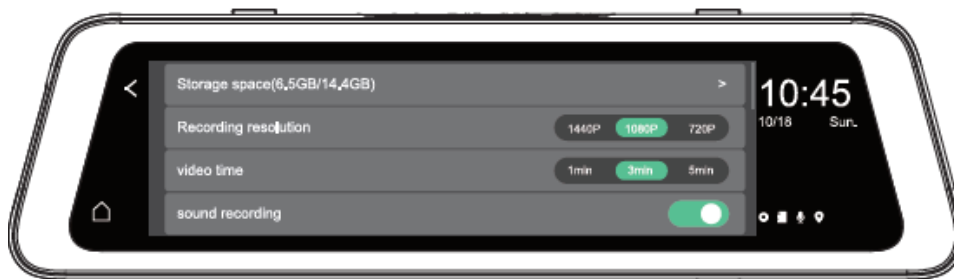 Storage space(6.5GB/14.4GB) >
Recording resolution 1440P 1080P 720P
video time 1min 3min 5min
sound recording
10:45
10/18 Sun.